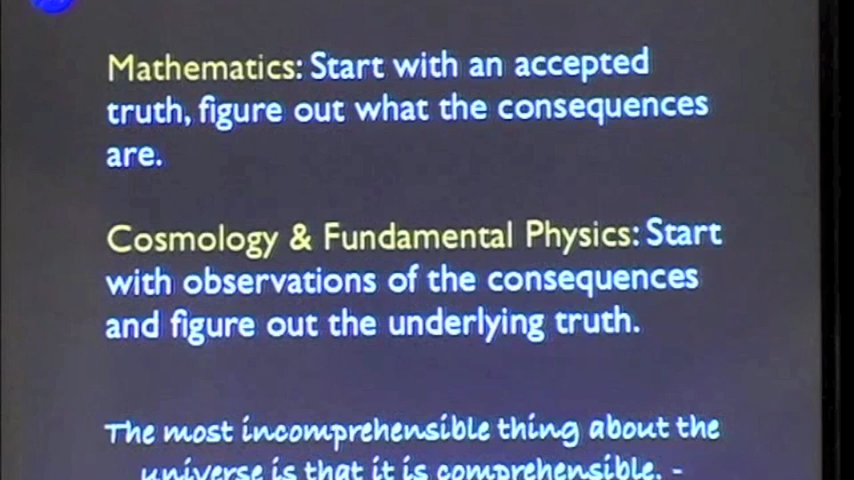 Mathematics: Start with an accepted
truth, figure out what the consequences
are.
Cosmology & Fundamental Physics: Start
with observations of the consequences
and figure out the underlying truth.
The most incomprehensible thing about the
universe is that it is comprehensible. -